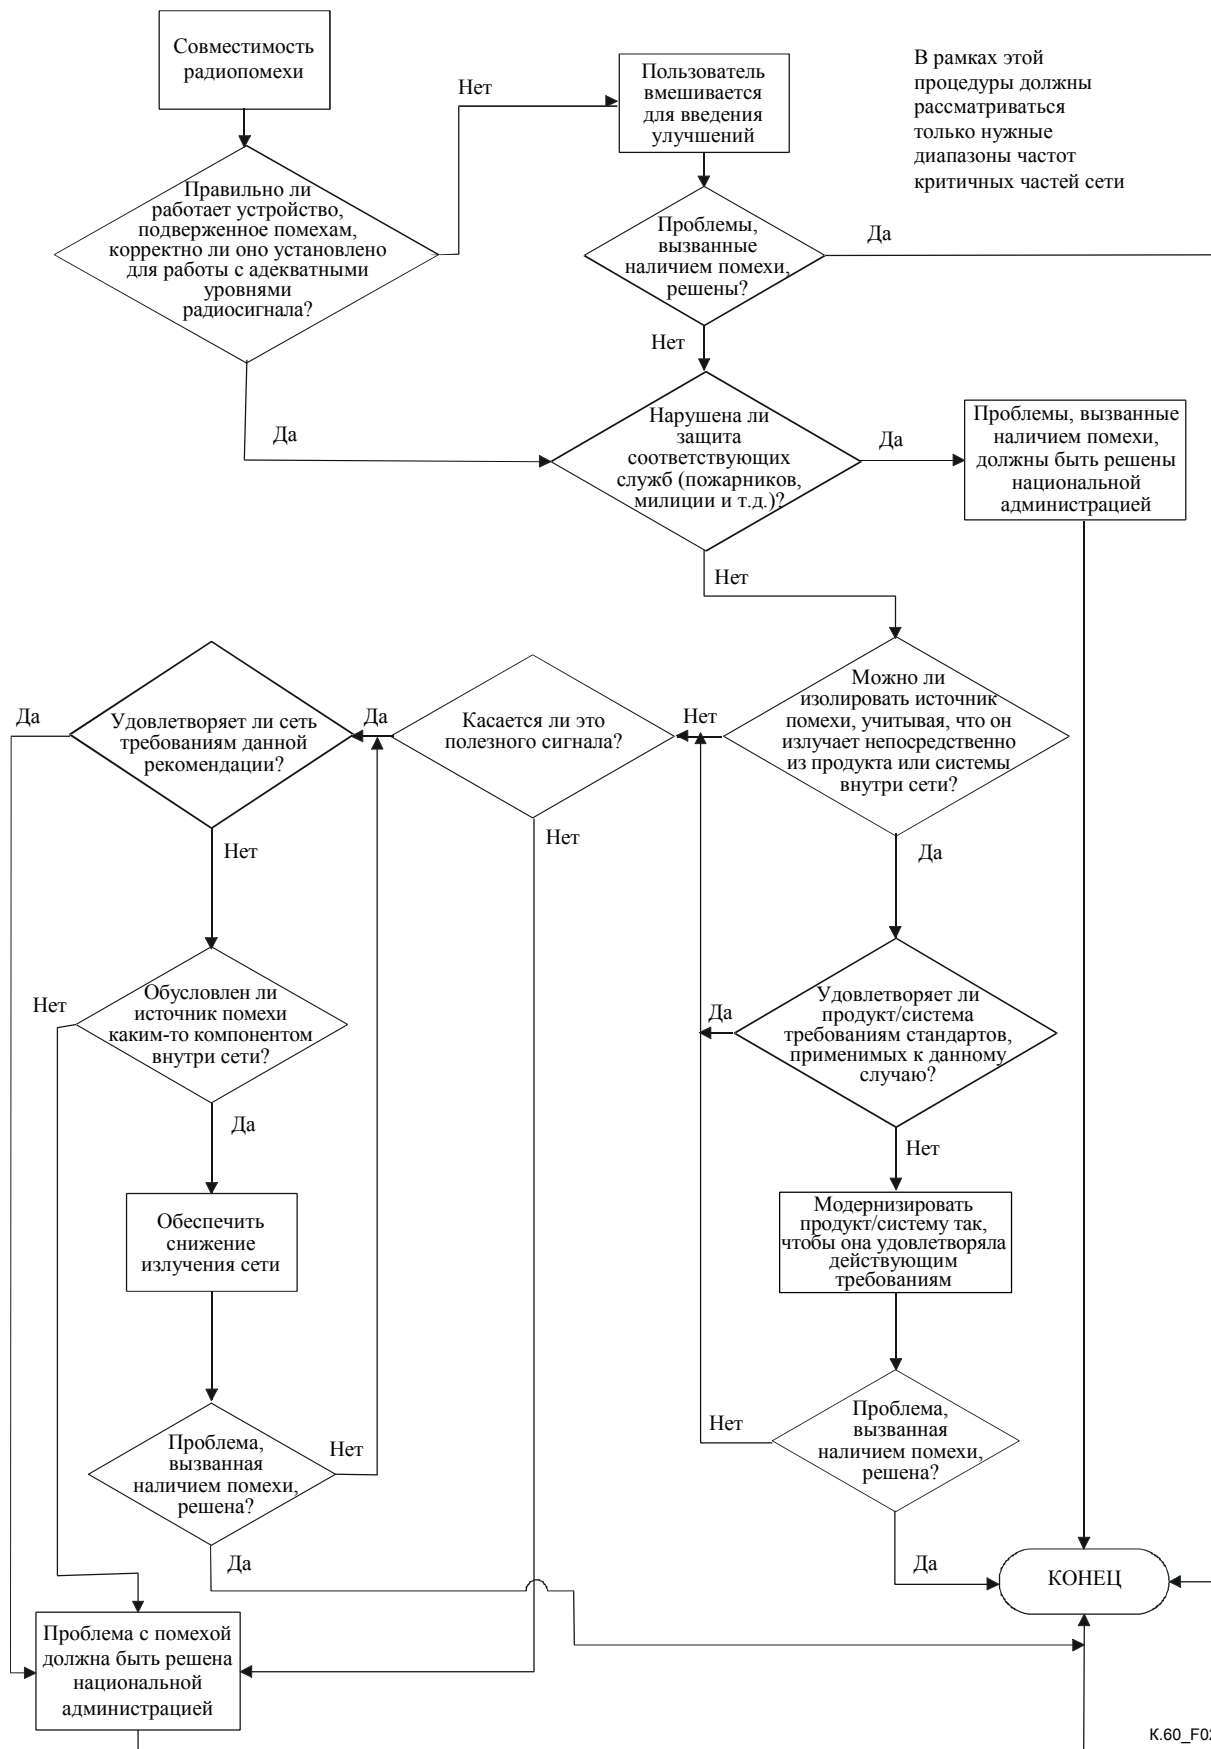 Совместимость
радиопомехи
Нет
Пользователь
вмешивается
для введения
улучшений
В рамках этой
процедуры должны
рассматриваться
только нужные
диапазоны частот
критичных частей сети
Правильно ли
работает устройство,
подверженное помехам,
корректно ли оно установлено
для работы с адекватными
уровнями
радиосигнала?
Проблемы,
вызванные
наличием помехи,
решены?
Да
Нет
Да
Нарушена ли
защита
соответствующих
служб (пожарников,
милиции и т.д.)?
Да
Проблемы, вызванные
наличием помехи,
должны быть решены
национальной
администрацией
Нет
Да
Удовлетворяет ли сеть
требованиям данной
рекомендации?
Да
Касается ли это
полезного сигнала?
Нет
Можно ли
изолировать источник
помехи, учитывая, что он
излучает непосредственно
из продукта или системы
внутри сети?
Нет
Нет
Да
Нет
Обусловлен ли
источник помехи
каким-то компонентом
внутри сети?
Да
Удовлетворяет ли
продукт/система
требованиям стандартов,
применимых к данному
случаю?
Да
Нет
Обеспечить
снижение
излучения сети
Модернизировать
продукт/систему так,
чтобы она удовлетворяла
действующим
требованиям
Проблема,
вызванная
наличием помехи,
решена?
Нет
Нет
Проблема,
вызванная
наличием помехи,
решена?
Да
Да
КОНЕЦ
Проблема с помехой
должна быть решена
национальной
администрацией
K.60_F02